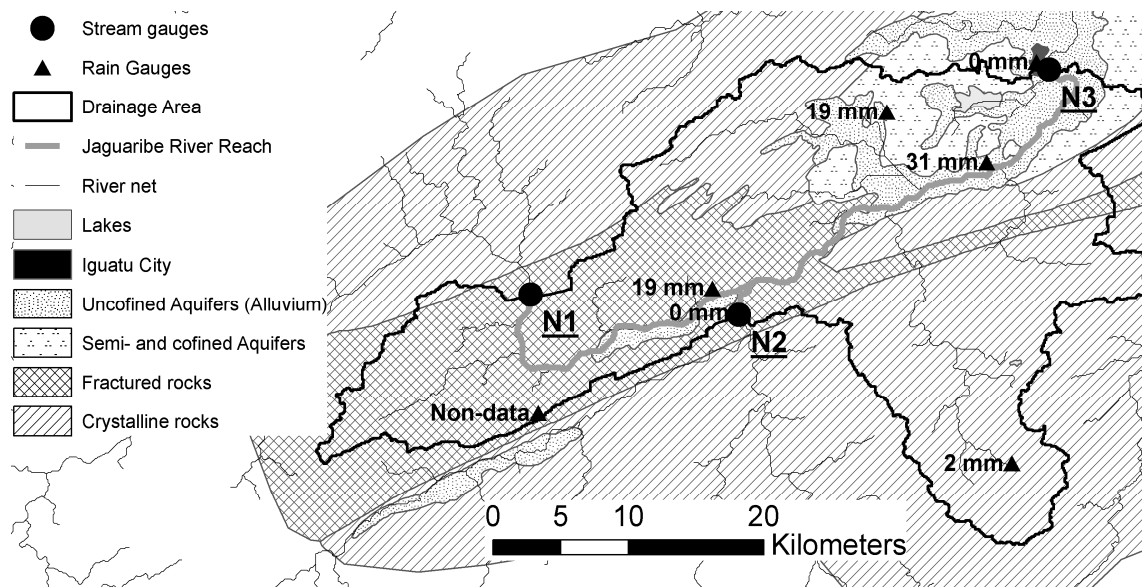 Stream gauges
Rain Gauges
Drainage Area
Jaguaribe River Reach
River net
Lakes
Iguatu City
Uncofined Aquifers (Alluvium)
Semi- and cofined Aquifers
Fractured rocks
Crystalline rocks
0 mm
N3
19 mm
31 mm
19 mm
0 mm
N1
N2
Non-data
2 mm
0 5 10 20
Kilometers